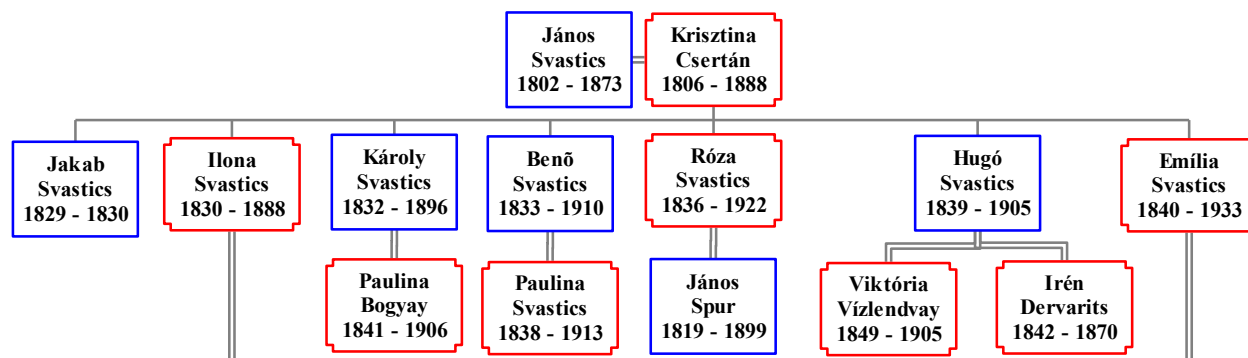 János
Svastics
1802 - 1873
Krisztina
Csertán
1806 - 1888
Jakab
Svastics
1829 - 1830
Ilona
Svastics
1830 - 1888
Károly
Svastics
1832 - 1896
Benõ
Svastics
1833 - 1910
Róza
Svastics
1836 - 1922
Hugó
Svastics
1839 - 1905
Emília
Svastics
1840 - 1933
Paulina
Bogyay
1841 - 1906
Paulina
Svastics
1838 - 1913
János
Spur
1819 - 1899
Viktória
Vízlendvay
1849 - 1905
Irén
Dervarits
1842 - 1870